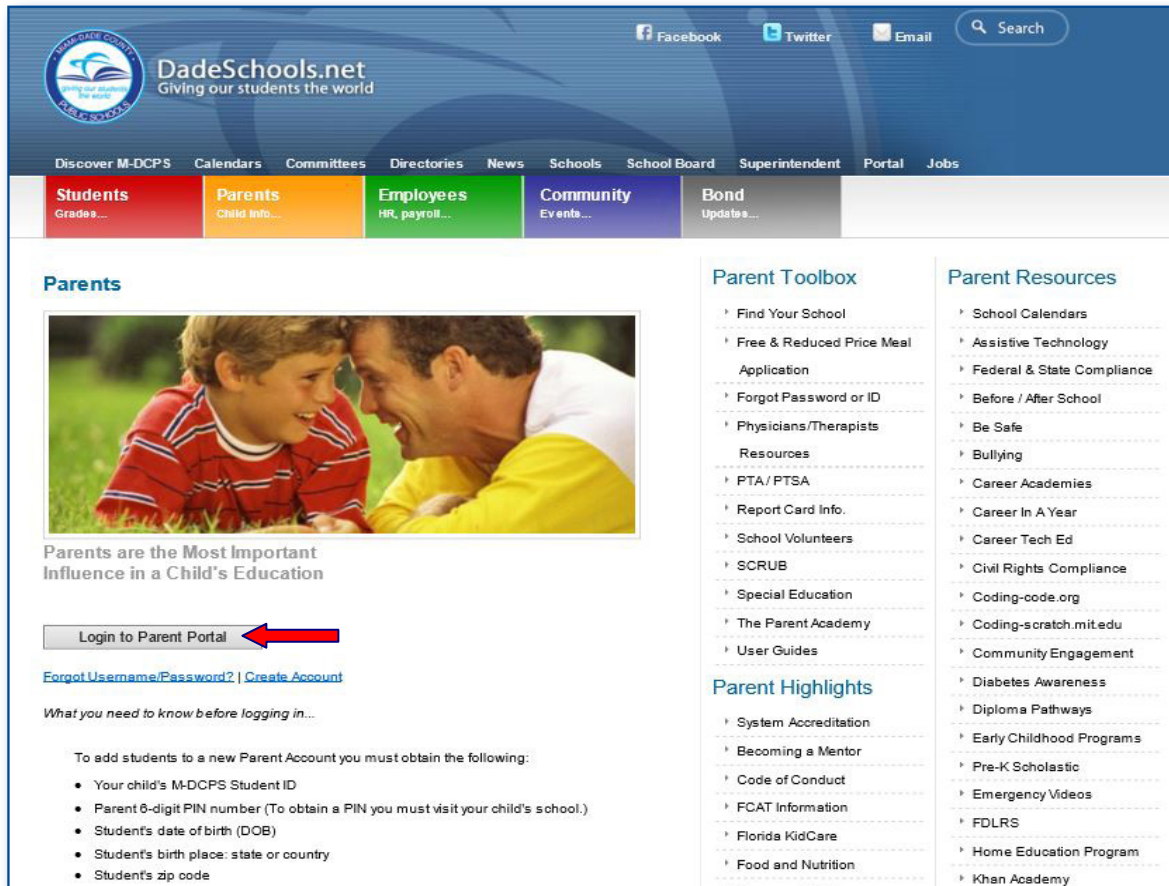 Facebook
Twitter
Email
Search
MIAMI-DADE COUNTY
giving our students
the world
PUBLIC SCHOOLS
DadeSchools.net
Giving our students the world
Discover M-DCPS Calendars Committees Directories News Schools School Board Superintendent Portal Jobs
Students
Grades...
Parents
Child Info...
Employees
HR, payroll...
Community
Events...
Bond
Updates...
Parents
Parents are the Most Important
Influence in a Child's Education
Login to Parent Portal
Forgot Username/Password? | Create Account
What you need to know before logging in...
To add students to a new Parent Account you must obtain the following:
• Your child's M-DCPS Student ID
• Parent 6-digit PIN number (To obtain a PIN you must visit your child's school.)
• Student's date of birth (DOB)
• Student's birth place: state or country
• Student's zip code
Parent Toolbox
Find Your School
Free & Reduced Price Meal
Application
Forgot Password or ID
Physicians/Therapists
Resources
PTA / PTSA
Report Card Info.
School Volunteers
SCRUB
Special Education
The Parent Academy
User Guides
Parent Highlights
System Accreditation
Becoming a Mentor
Code of Conduct
FCAT Information
Florida KidCare
Food and Nutrition
Parent Resources
School Calendars
Assistive Technology
Federal & State Compliance
Before / After School
Be Safe
Bullying
Career Academies
Career In A Year
Career Tech Ed
Civil Rights Compliance
Coding-code.org
Coding-scratch.mit.edu
Community Engagement
Diabetes Awareness
Diploma Pathways
Early Childhood Programs
Pre-K Scholastic
Emergency Videos
FDLRS
Home Education Program
Khan Academy